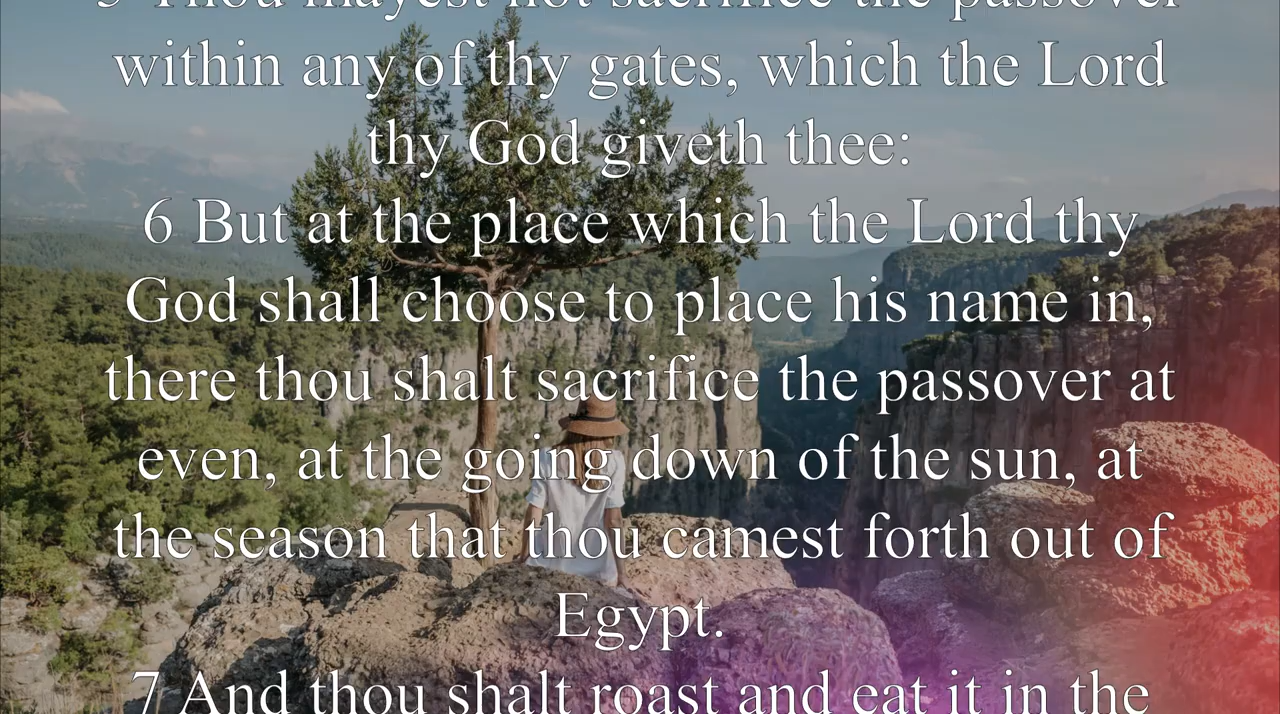 5 Thou mayest not sacrifice the passover
within any of thy gates, which the Lord
thy God giveth thee:
6 But at the place which the Lord thy
God shall choose to place his name in,
there thou shalt sacrifice the passover at
even, at the going down of the sun, at
the season that thou camest forth out of
Egypt.
7 And thou shalt roast and eat it in the